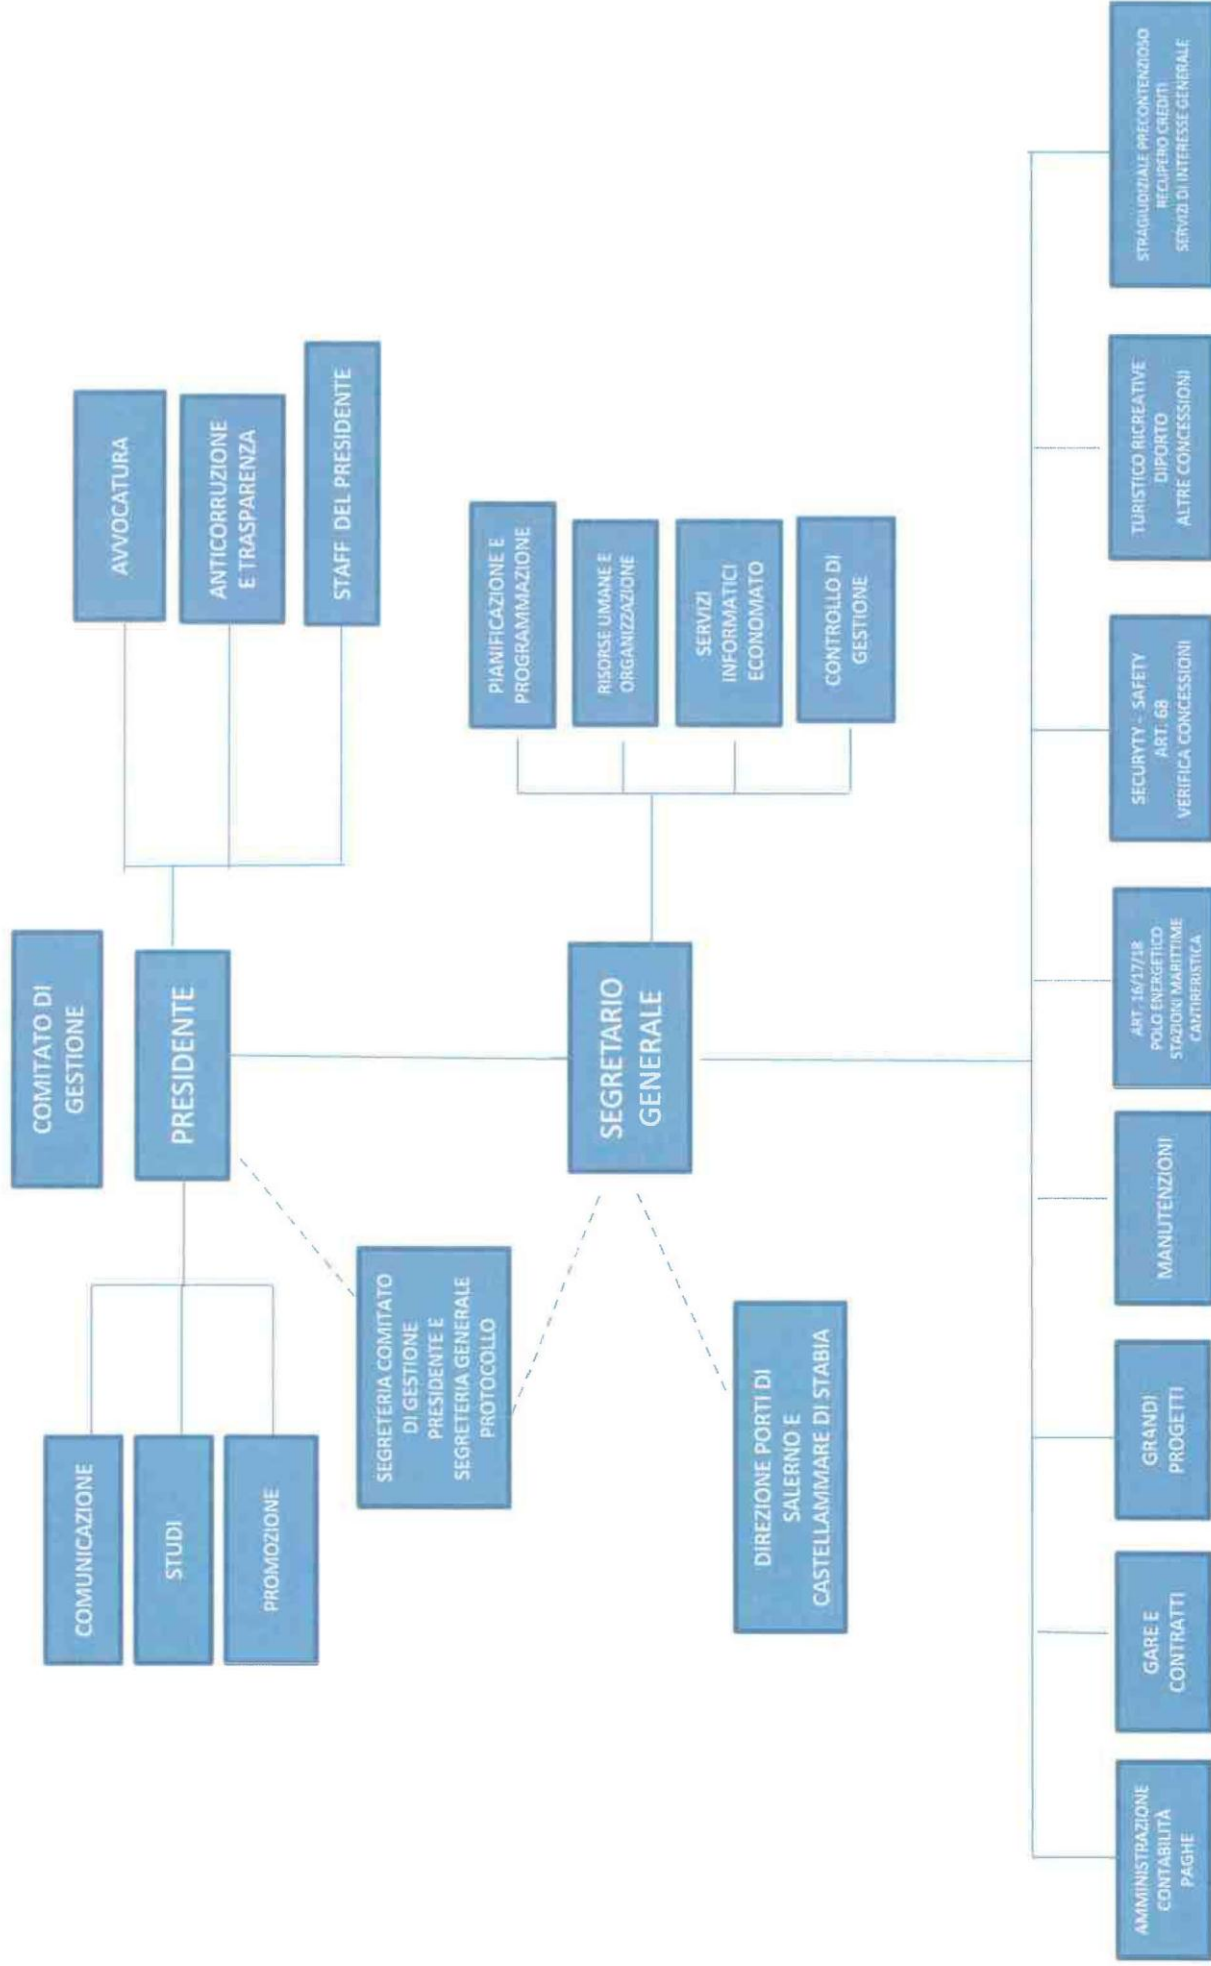 COMITATO DI
GESTIONE
PRESIDENTE
COMUNICAZIONE
STUDI
PROMOZIONE
AVVOCATURA
ANTICORRUZIONE
E TRASPARENZA
STAFF DEL PRESIDENTE
SEGRETERIA COMITATO
DI GESTIONE
PRESIDENTE E
SEGRETERIA GENERALE
PROTOCOLLO
SEGRETARIO
GENERALE
PIANIFICAZIONE E
PROGRAMMAZIONE
RISORSE UMANE E
ORGANIZZAZIONE
SERVIZI
INFORMATICI
ECONOMATO
CONTROLLO DI
GESTIONE
DIREZIONE PORTI DI
SALERNO E
CASTELLAMMARE DI STABIA
AMMINISTRAZIONE
CONTABILITÀ
PAGHE
GARE E
CONTRATTI
GRANDI
PROGETTI
MANUTENZIONI
ART. 16/17/18
POLO ENERGETICO
STAZIONI MARITTIME
CANTIRERISTICA
SECURYTY - SAFETY
ART. 68
VERIFICA CONCESSIONI
TURISTICO RICREATIVE
DIPORTO
ALTRE CONCESSIONI
STRAGIUDIZIALE PRECONTENZIOSO
RECUPERO CREDITI
SERVIZI DI INTERESSE GENERALE